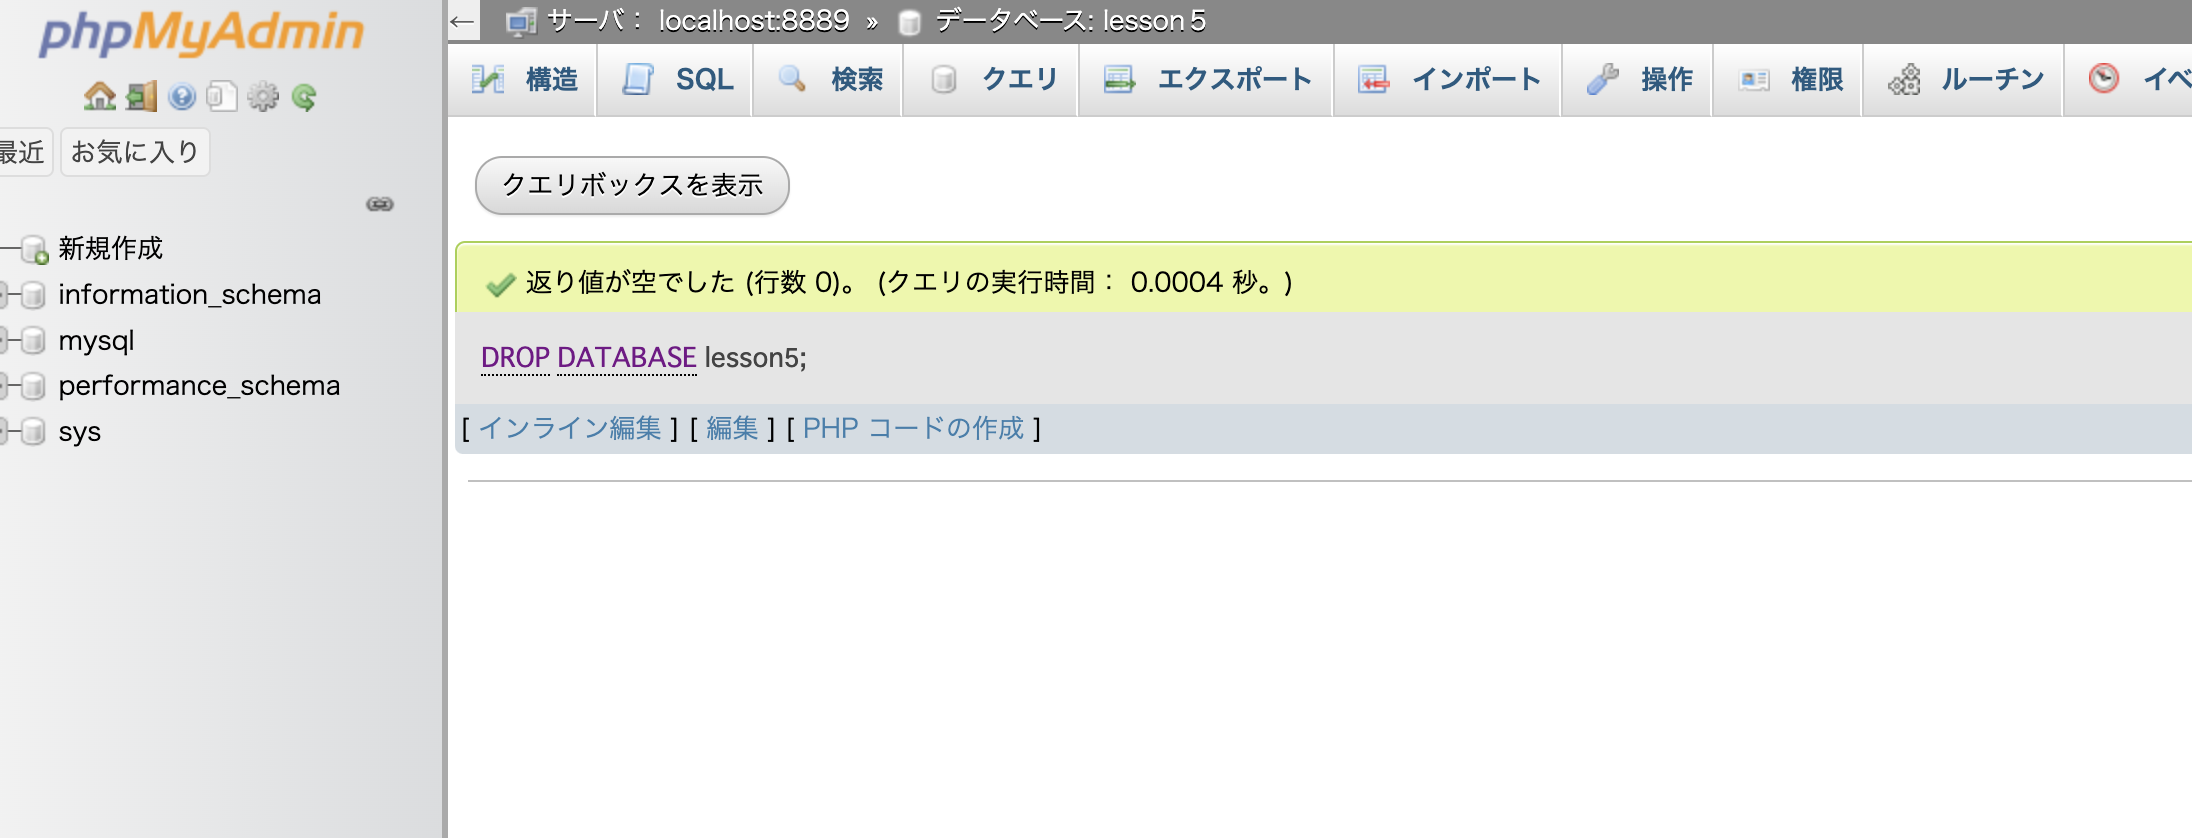 phpMyAdmin
最近 お気に入り
新規作成
information_schema
mysql
performance_schema
sys
← サーバ: localhost:8889 » データベース: lesson5
構造 SQL 検索 クエリ エクスポート インポート 操作 権限 ルーチン イベ
クエリボックスを表示
返り値が空でした (行数 0)。 (クエリの実行時間: 0.0004 秒。)
DROP DATABASE lesson5;
[ インライン編集 ] [ 編集 ] [ PHP コードの作成 ]